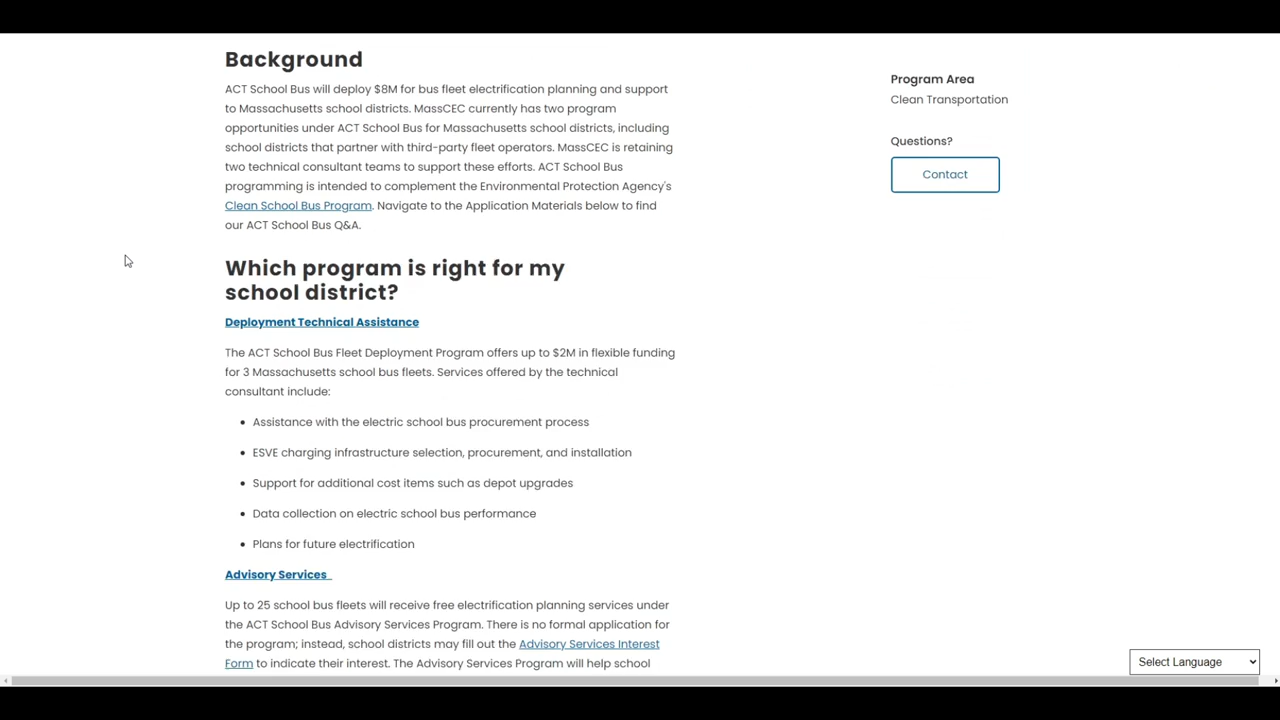 Background
ACT School Bus will deploy $8M for bus fleet electrification planning and support
to Massachusetts school districts. MassCEC currently has two program
opportunities under ACT School Bus for Massachusetts school districts, including
school districts that partner with third-party fleet operators. MassCEC is retaining
two technical consultant teams to support these efforts. ACT School Bus
programming is intended to complement the Environmental Protection Agency's
Clean School Bus Program. Navigate to the Application Materials below to find
our ACT School Bus Q&A.
Which program is right for my
school district?
Deployment Technical Assistance
The ACT School Bus Fleet Deployment Program offers up to $2M in flexible funding
for 3 Massachusetts school bus fleets. Services offered by the technical
consultant include:
• Assistance with the electric school bus procurement process
• ESVE charging infrastructure selection, procurement, and installation
• Support for additional cost items such as depot upgrades
• Data collection on electric school bus performance
• Plans for future electrification
Advisory Services
Up to 25 school bus fleets will receive free electrification planning services under
the ACT School Bus Advisory Services Program. There is no formal application for
the program; instead, school districts may fill out the Advisory Services Interest
Form to indicate their interest. The Advisory Services Program will help school
Program Area
Clean Transportation
Questions?
Contact
Select Language